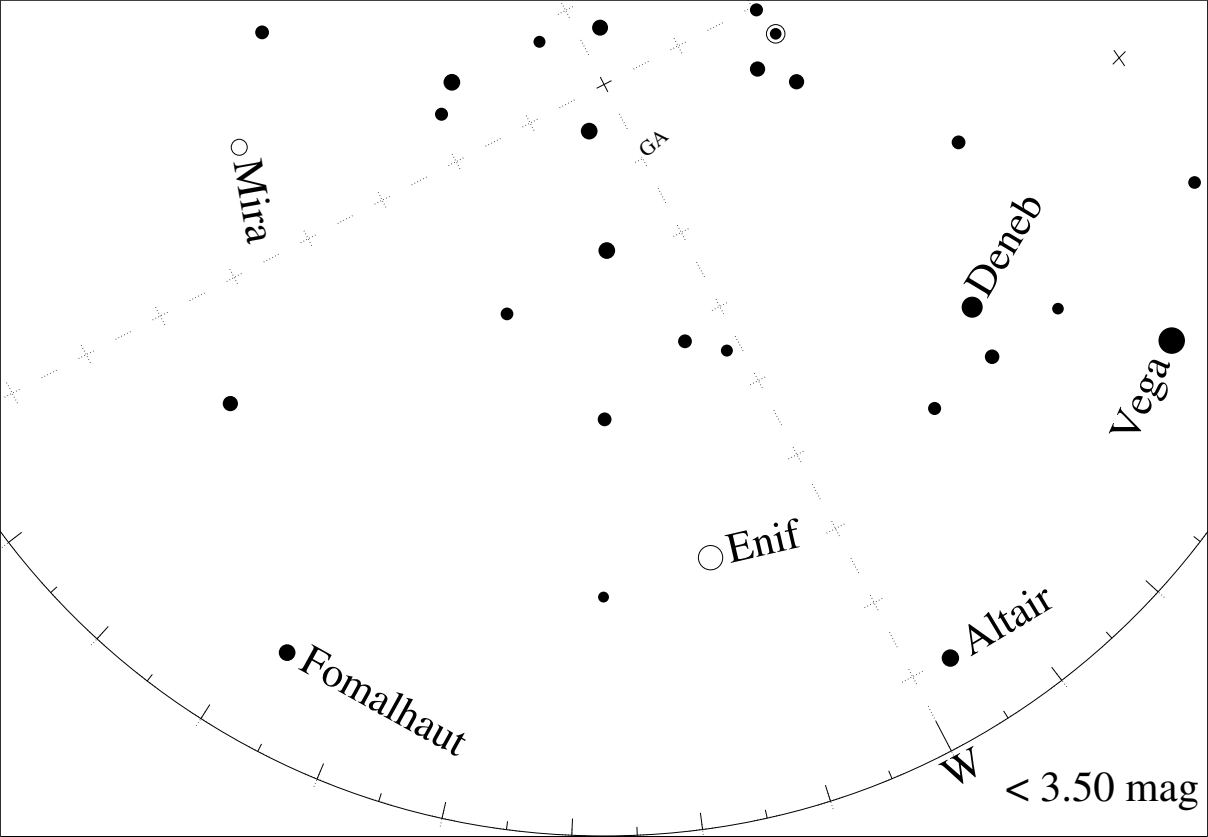 GA
Mira
Deneb
Vega
Enif
Altair
Fomalhaut
W
< 3.50 mag